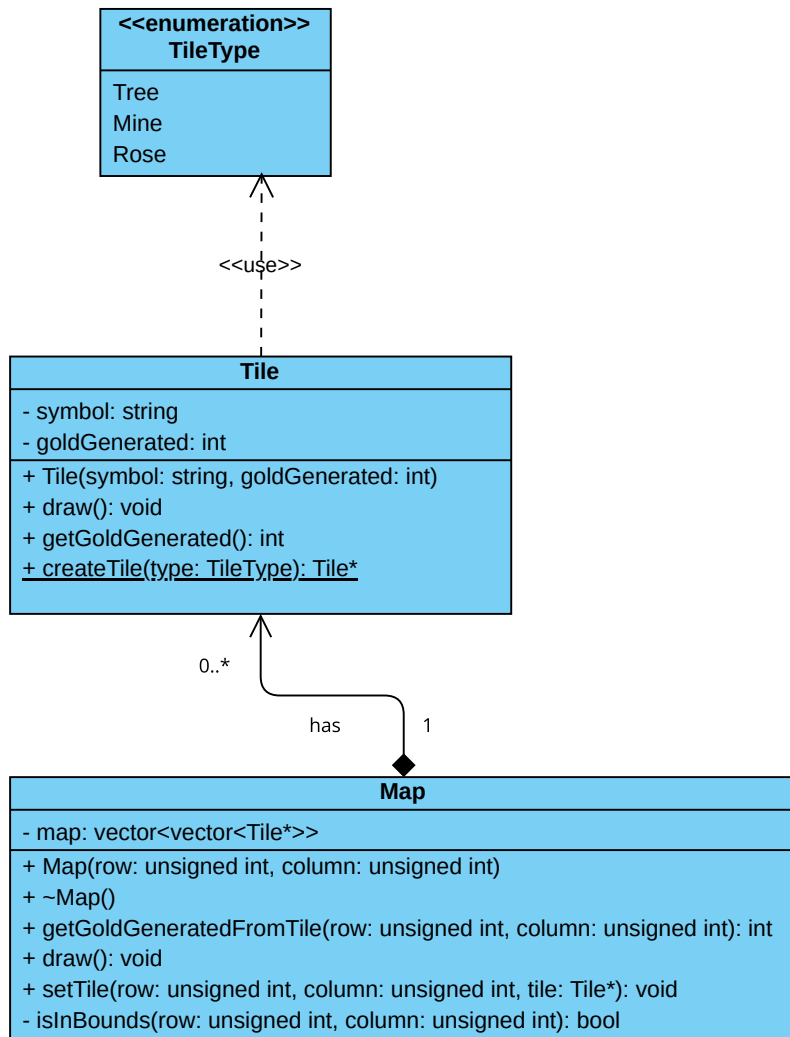 <<enumeration>>
TileType
Tree
Mine
Rose
<<use>>
Tile
- symbol: string
- goldGenerated: int
+ Tile(symbol: string, goldGenerated: int)
+ draw(): void
+ getGoldGenerated(): int
+ createTile(type: TileType): Tile*
0..*
has 1
Map
- map: vector<vector<Tile*>>
+ Map(row: unsigned int, column: unsigned int)
+ ~Map()
+ getGoldGeneratedFromTile(row: unsigned int, column: unsigned int): int
+ draw(): void
+ setTile(row: unsigned int, column: unsigned int, tile: Tile*): void
- isInBounds(row: unsigned int, column: unsigned int): bool